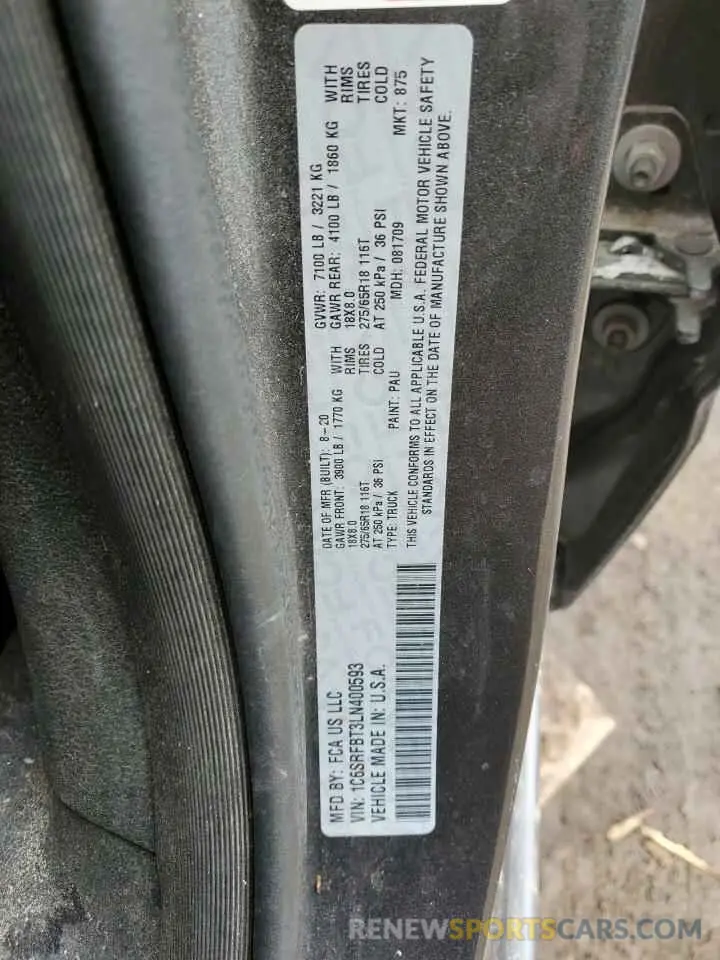 MFD BY: FCA US LLC
VIN: 1C6SRFBT3LN400593
VEHICLE MADE IN: U.S.A.
DATE OF MFR (BUILT): 8-20
GVWR: 7100 LB / 3221 KG
GAWR FRONT: 3900 LB / 1770 KG WITH
GAWR REAR: 4100 LB / 1860 KG WITH
18X8.0 RIMS
18X8.0 RIMS
275/65R18 116T TIRES
275/65R18 116T TIRES
AT 250 kPa / 36 PSI COLD
AT 250 kPa / 36 PSI COLD
TYPE: TRUCK PAINT: PAU MDH: 081709 MKT: 875
THIS VEHICLE CONFORMS TO ALL APPLICABLE U.S.A. FEDERAL MOTOR VEHICLE SAFETY
STANDARDS IN EFFECT ON THE DATE OF MANUFACTURE SHOWN ABOVE.
RENEWSPORTSCARS.COM